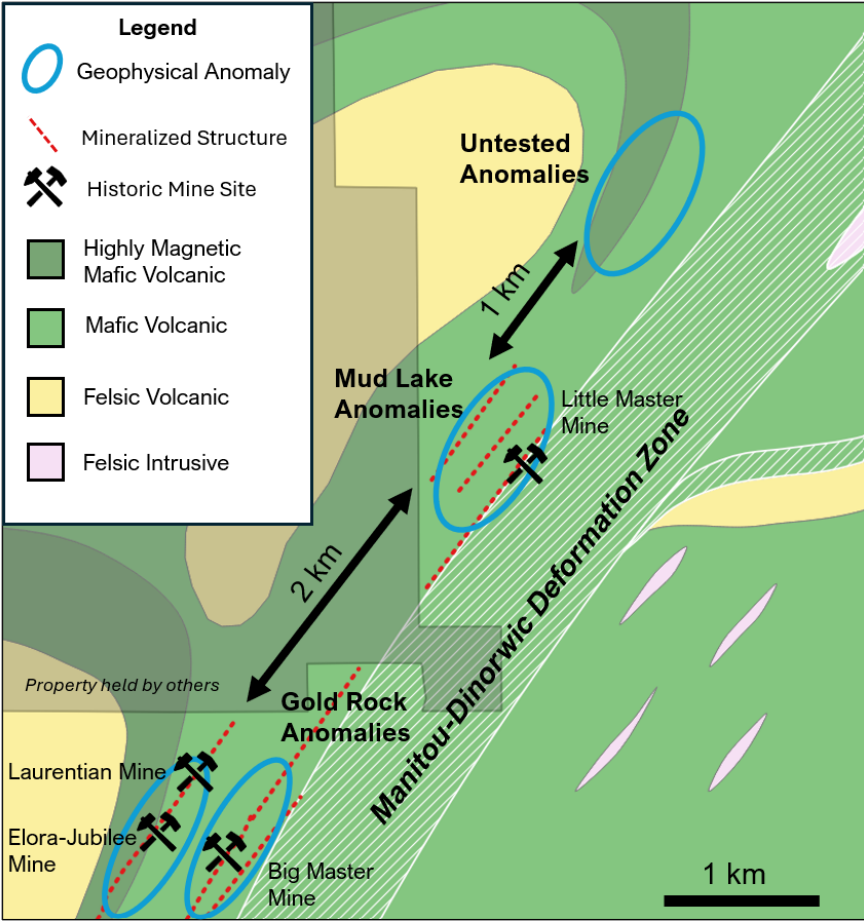 Legend
Geophysical Anomaly
Mineralized Structure
Historic Mine Site
Highly Magnetic
Mafic Volcanic
Mafic Volcanic
Felsic Volcanic
Felsic Intrusive
Untested
Anomalies
1 km
Mud Lake
Anomalies
Little Master
Mine
2 km
Manitou-Dinorwic Deformation Zone
Property held by others
Gold Rock
Anomalies
Laurentian Mine
Elora-Jubilee
Mine
Big Master
Mine
1 km